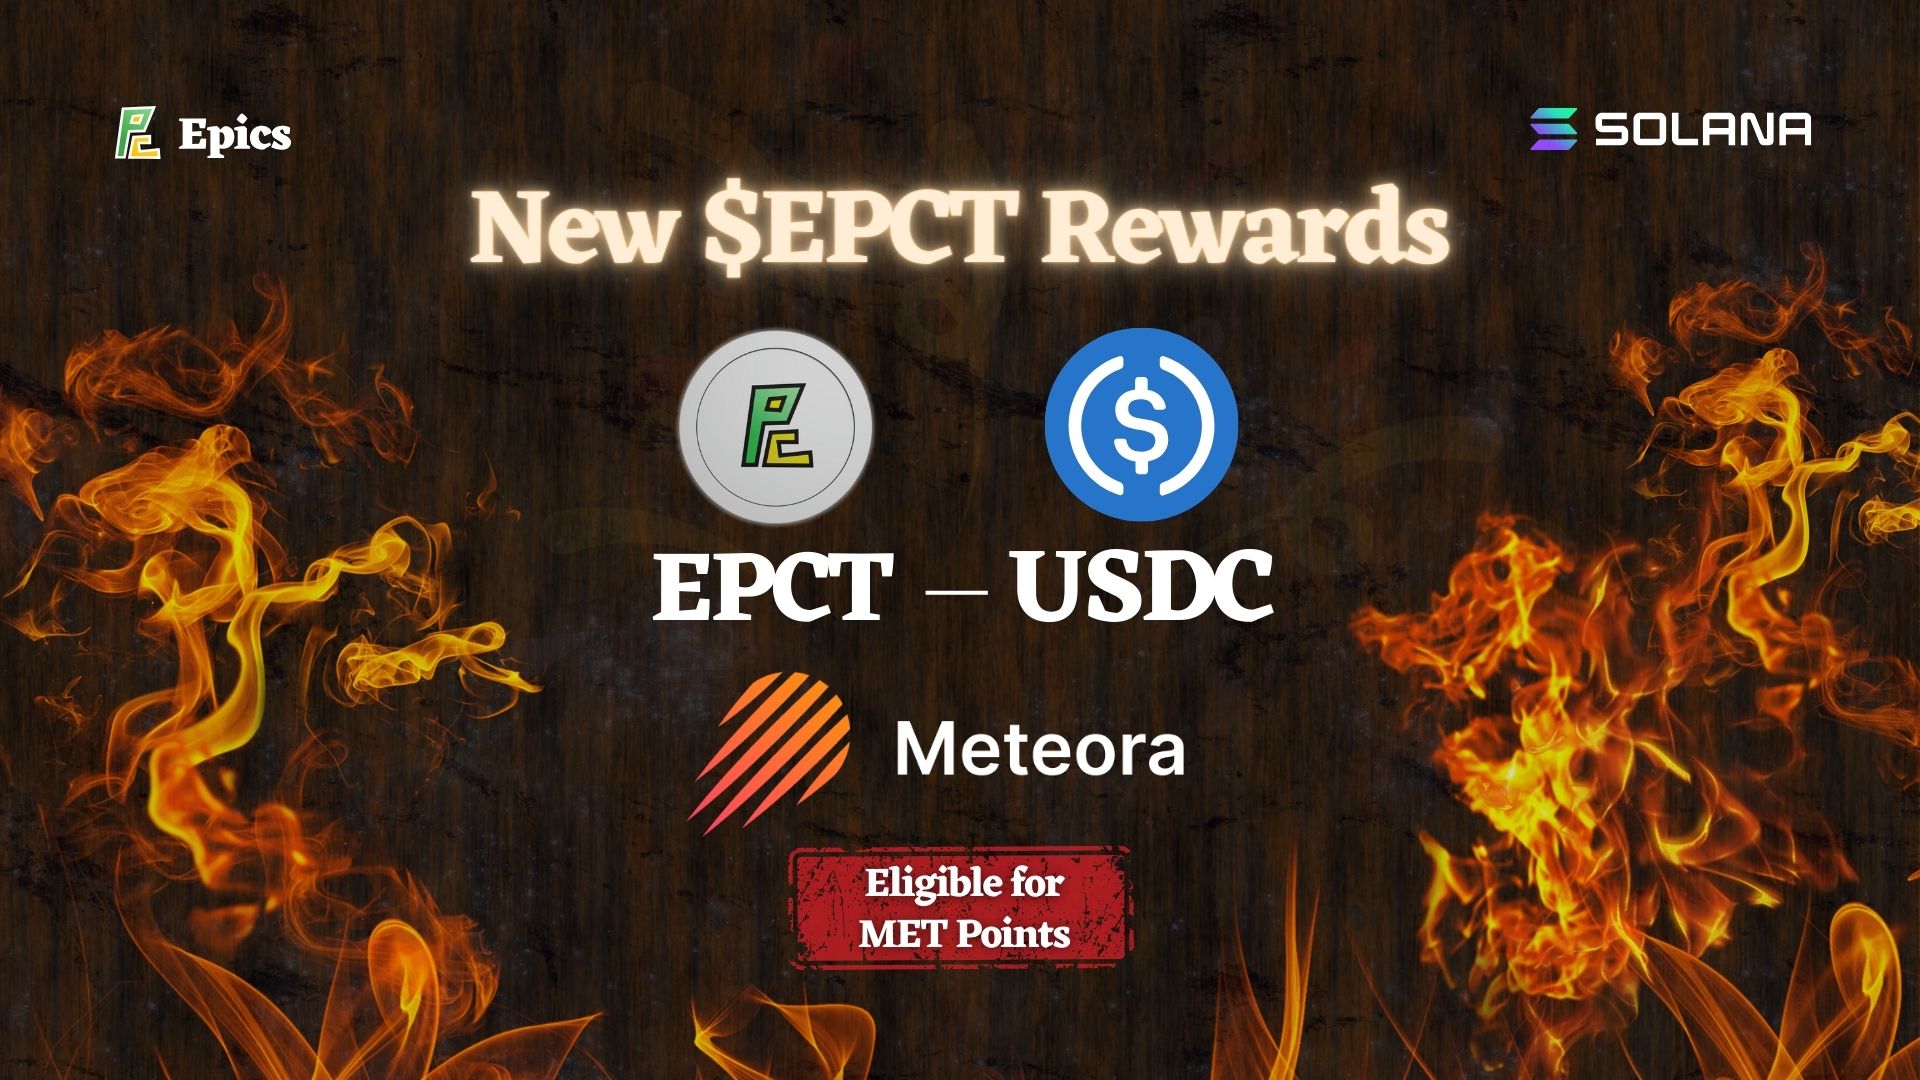 Epics
SOLANA
New $EPCT Rewards
EPCT — USDC
Meteora
Eligible for
MET Points